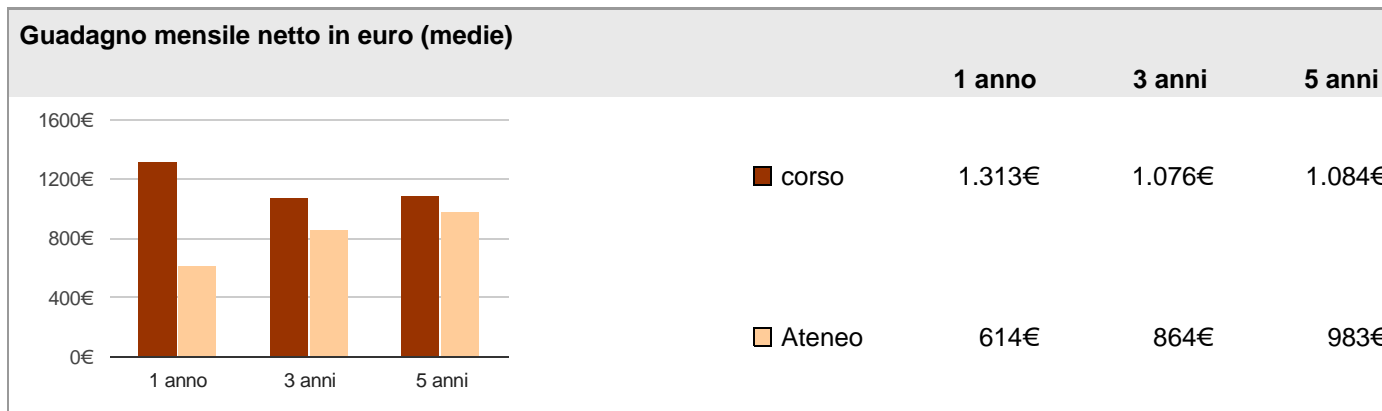 Guadagno mensile netto in euro (medie)
1 anno 3 anni 5 anni
1600€
1200€
800€
400€
0€
1 anno 3 anni 5 anni
corso 1.313€ 1.076€ 1.084€
Ateneo 614€ 864€ 983€